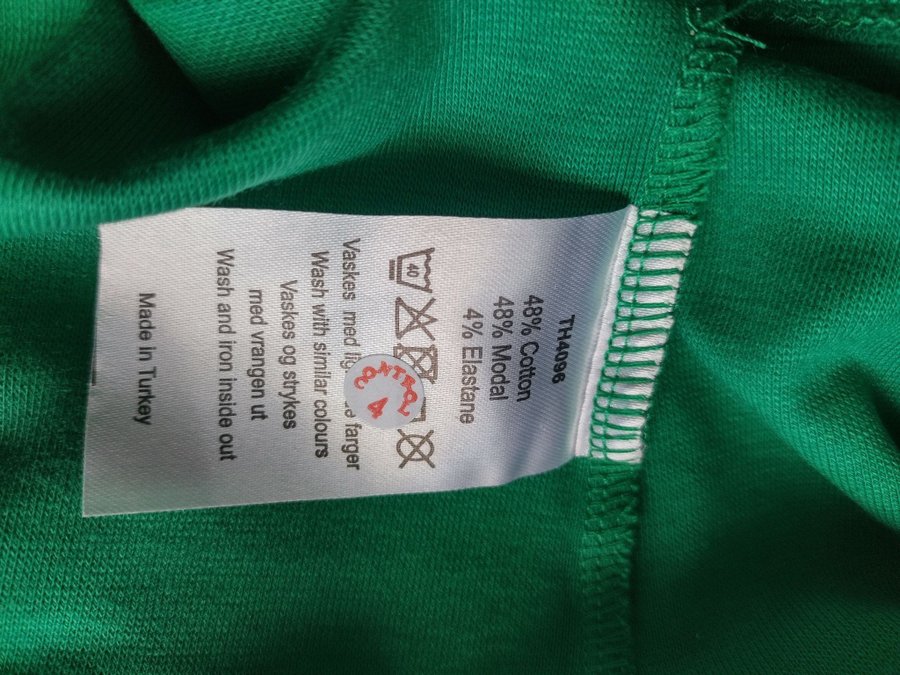 TH4096
48% Cotton
48% Modal
4% Elastane
40
CONTROL
4
Vaskes med farger
Wash with similar colours
Vaskes og strykes
med vrangen ut
Wash and iron inside out
Made in Turkey